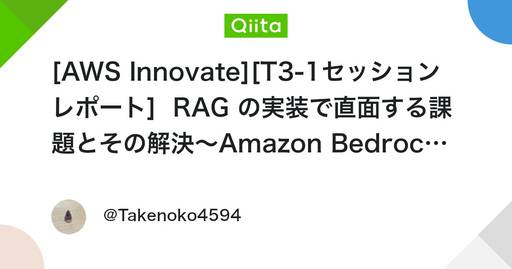 Qiita
[AWS Innovate][T3-1セッション
レポート］RAG の実装で直面する課
題とその解決〜Amazon Bedroc…
@Takenoko4594